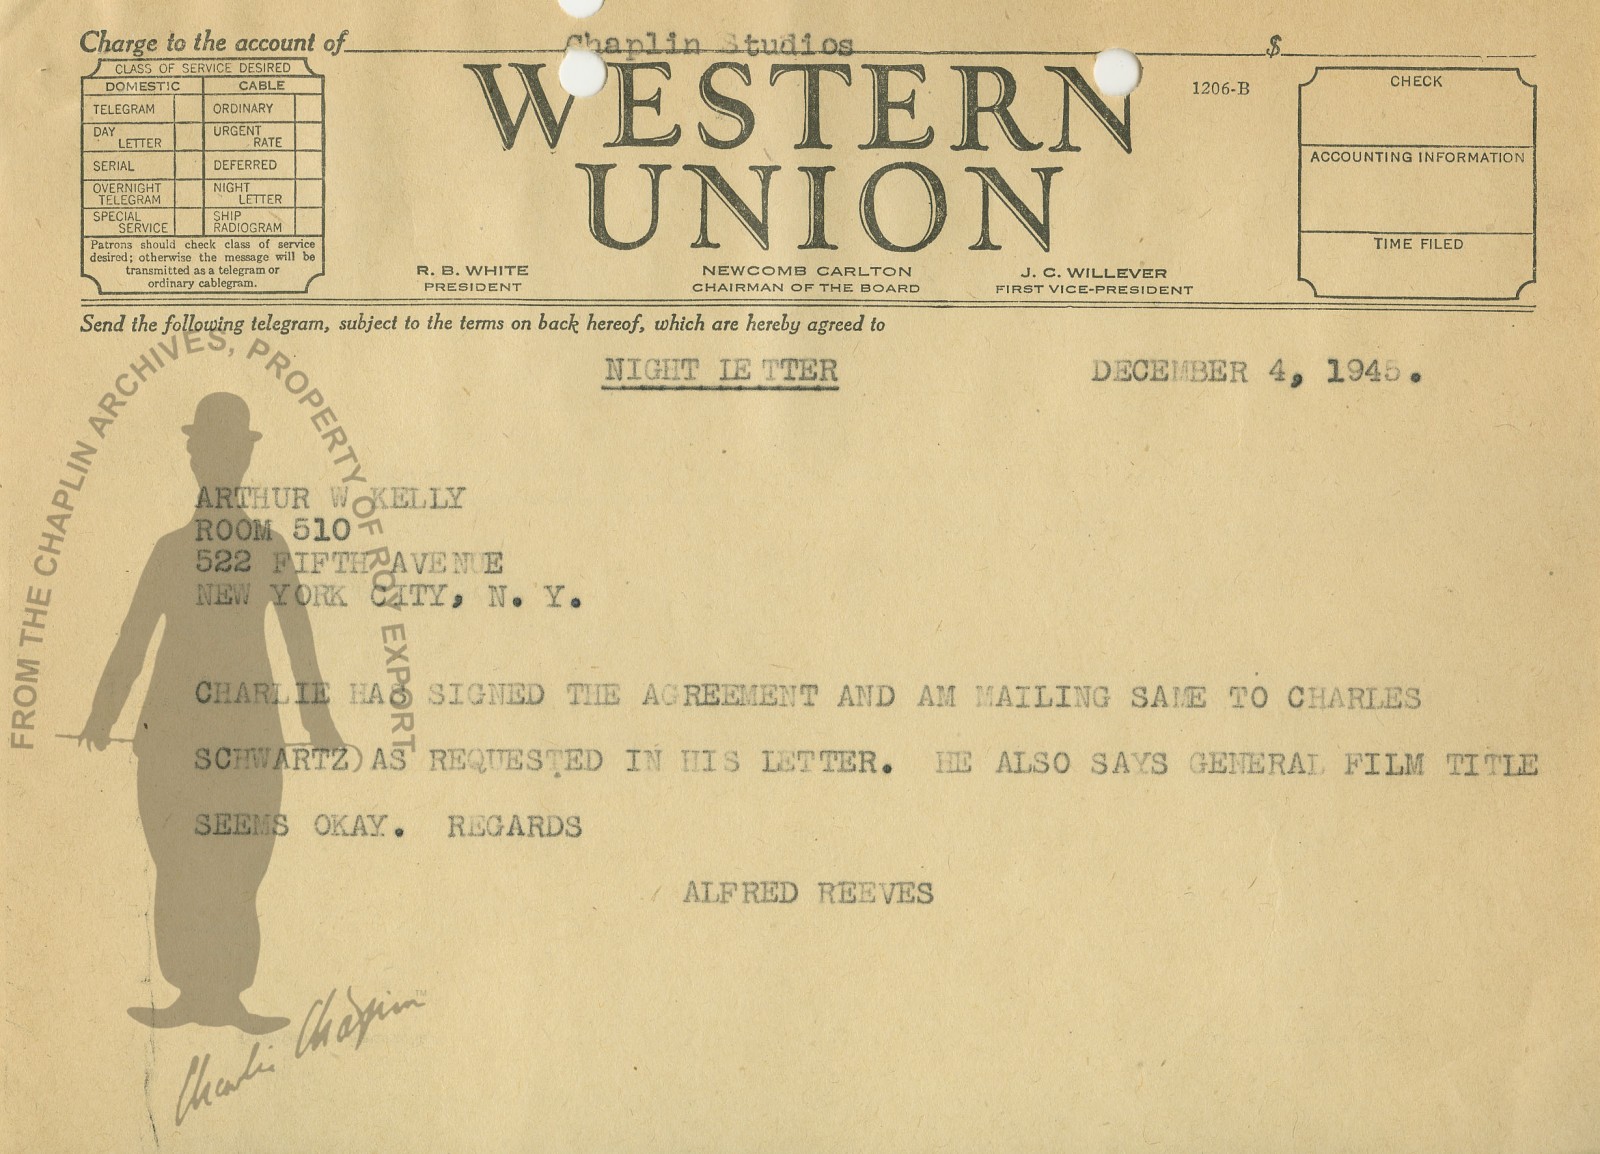 Charge to the account of Chaplin Studios $
CLASS OF SERVICE DESIRED
DOMESTIC CABLE
TELEGRAM ORDINARY
DAY LETTER URGENT RATE
SERIAL DEFERRED
OVERNIGHT TELEGRAM NIGHT LETTER
SPECIAL SERVICE SHIP RADIOGRAM
Patrons should check class of service
desired; otherwise the message will be
transmitted as a telegram or
ordinary cablegram.
WESTERN
UNION
1206-B
R. B. WHITE
PRESIDENT
NEWCOMB CARLTON
CHAIRMAN OF THE BOARD
J. C. WILLEVER
FIRST VICE-PRESIDENT
CHECK
ACCOUNTING INFORMATION
TIME FILED
Send the following telegram, subject to the terms on back hereof, which are hereby agreed to
NIGHT LETTER DECEMBER 4, 1945.
ARTHUR W KELLY
ROOM 510
522 FIFTH AVENUE
NEW YORK CITY, N. Y.
CHARLIE HAS SIGNED THE AGREEMENT AND AM MAILING SAME TO CHARLES
SCHWARTZ)AS REQUESTED IN HIS LETTER. HE ALSO SAYS GENERAL FILM TITLE
SEEMS OKAY. REGARDS
ALFRED REEVES
FROM THE CHAPLIN ARCHIVES, PROPERTY OF ROY EXPORT
Charlie Chaplin™